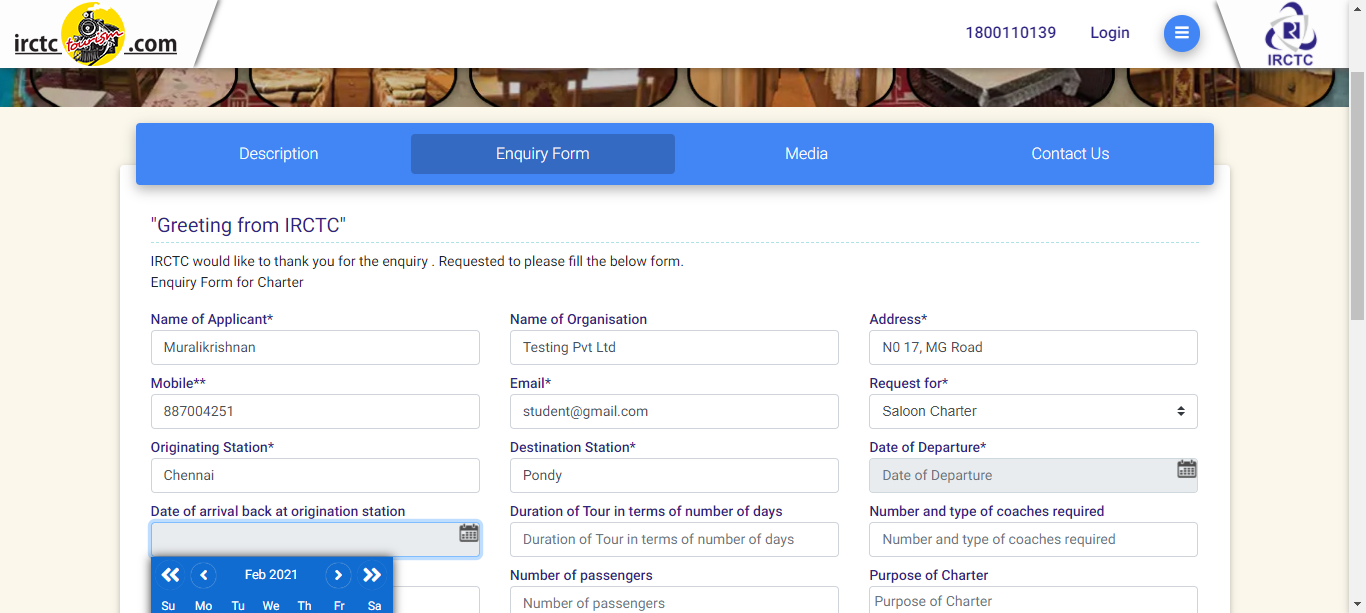 irctc tourism .com
1800110139 Login
IRCTC
Description Enquiry Form Media Contact Us
"Greeting from IRCTC"
IRCTC would like to thank you for the enquiry . Requested to please fill the below form.
Enquiry Form for Charter
Name of Applicant* Name of Organisation Address*
Muralikrishnan Testing Pvt Ltd N0 17, MG Road
Mobile** Email* Request for*
887004251 student@gmail.com Saloon Charter
Originating Station* Destination Station* Date of Departure*
Chennai Pondy Date of Departure
Date of arrival back at origination station Duration of Tour in terms of number of days Number and type of coaches required
Duration of Tour in terms of number of days Number and type of coaches required
Feb 2021 Number of passengers Purpose of Charter
Su Mo Tu We Th Fr Sa Number of passengers Purpose of Charter